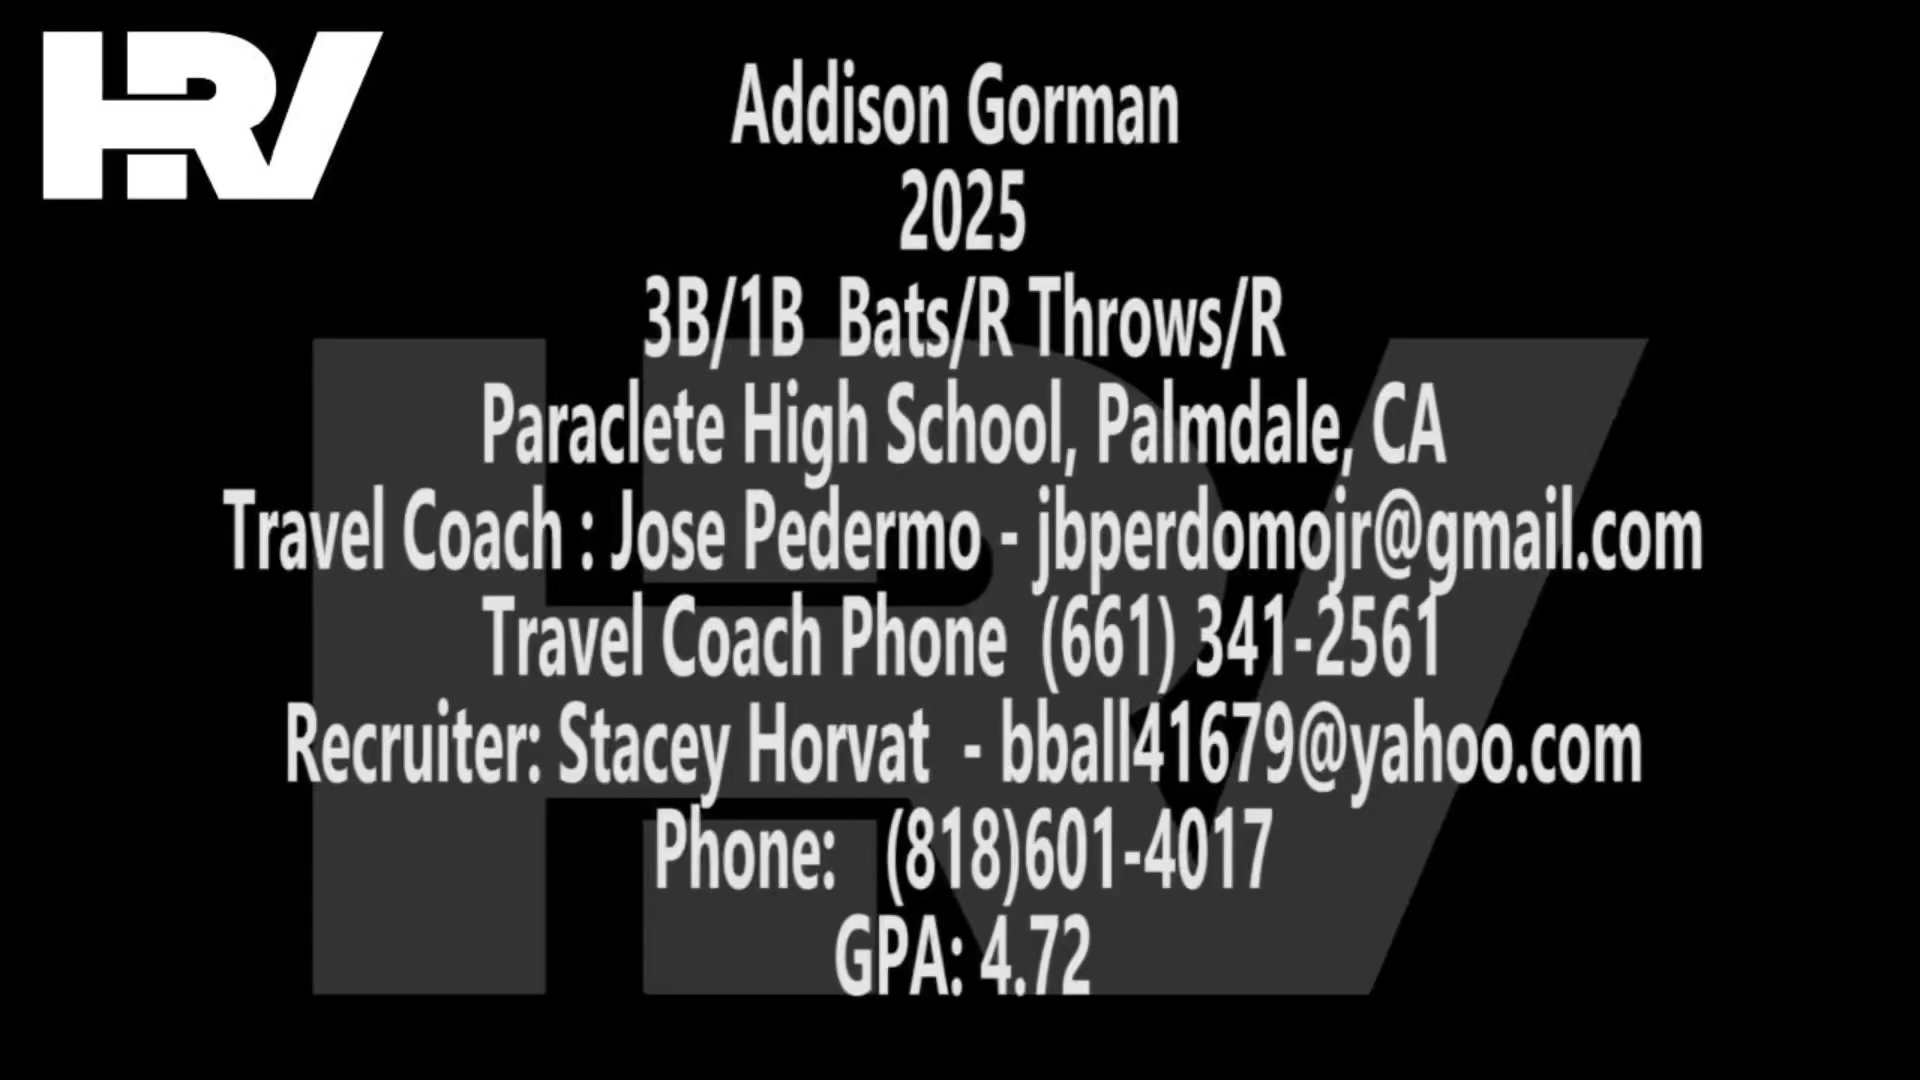 HRV
Addison Gorman
2025
3B/1B Bats/R Throws/R
Paraclete High School, Palmdale, CA
Travel Coach : Jose Pedermo - jbperdomojr@gmail.com
Travel Coach Phone (661) 341-2561
Recruiter: Stacey Horvat - bball41679@yahoo.com
Phone: (818)601-4017
GPA: 4.72